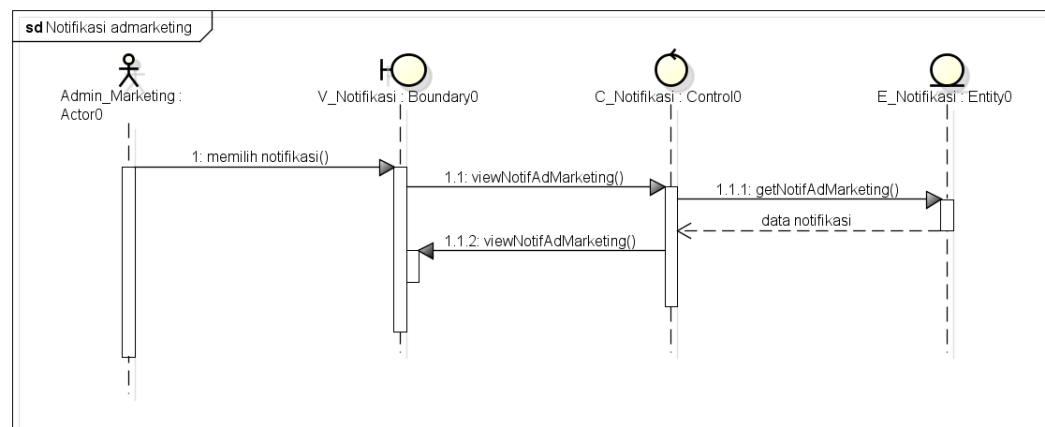 sd Notifikasi admarketing
Admin_Marketing :
Actor0
V_Notifikasi : Boundary0
C_Notifikasi : Control0
E_Notifikasi : Entity0
1: memilih notifikasi()
1.1: viewNotifAdMarketing()
1.1.1: getNotifAdMarketing()
data notifikasi
1.1.2: viewNotifAdMarketing()